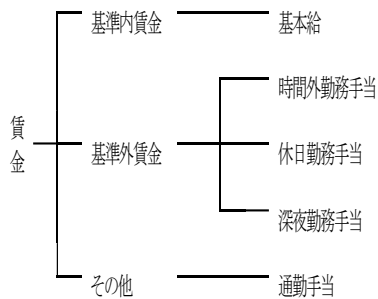 基準内賃金 基本給
時間外勤務手当
賃金 基準外賃金 休日勤務手当
深夜勤務手当
その他 通勤手当